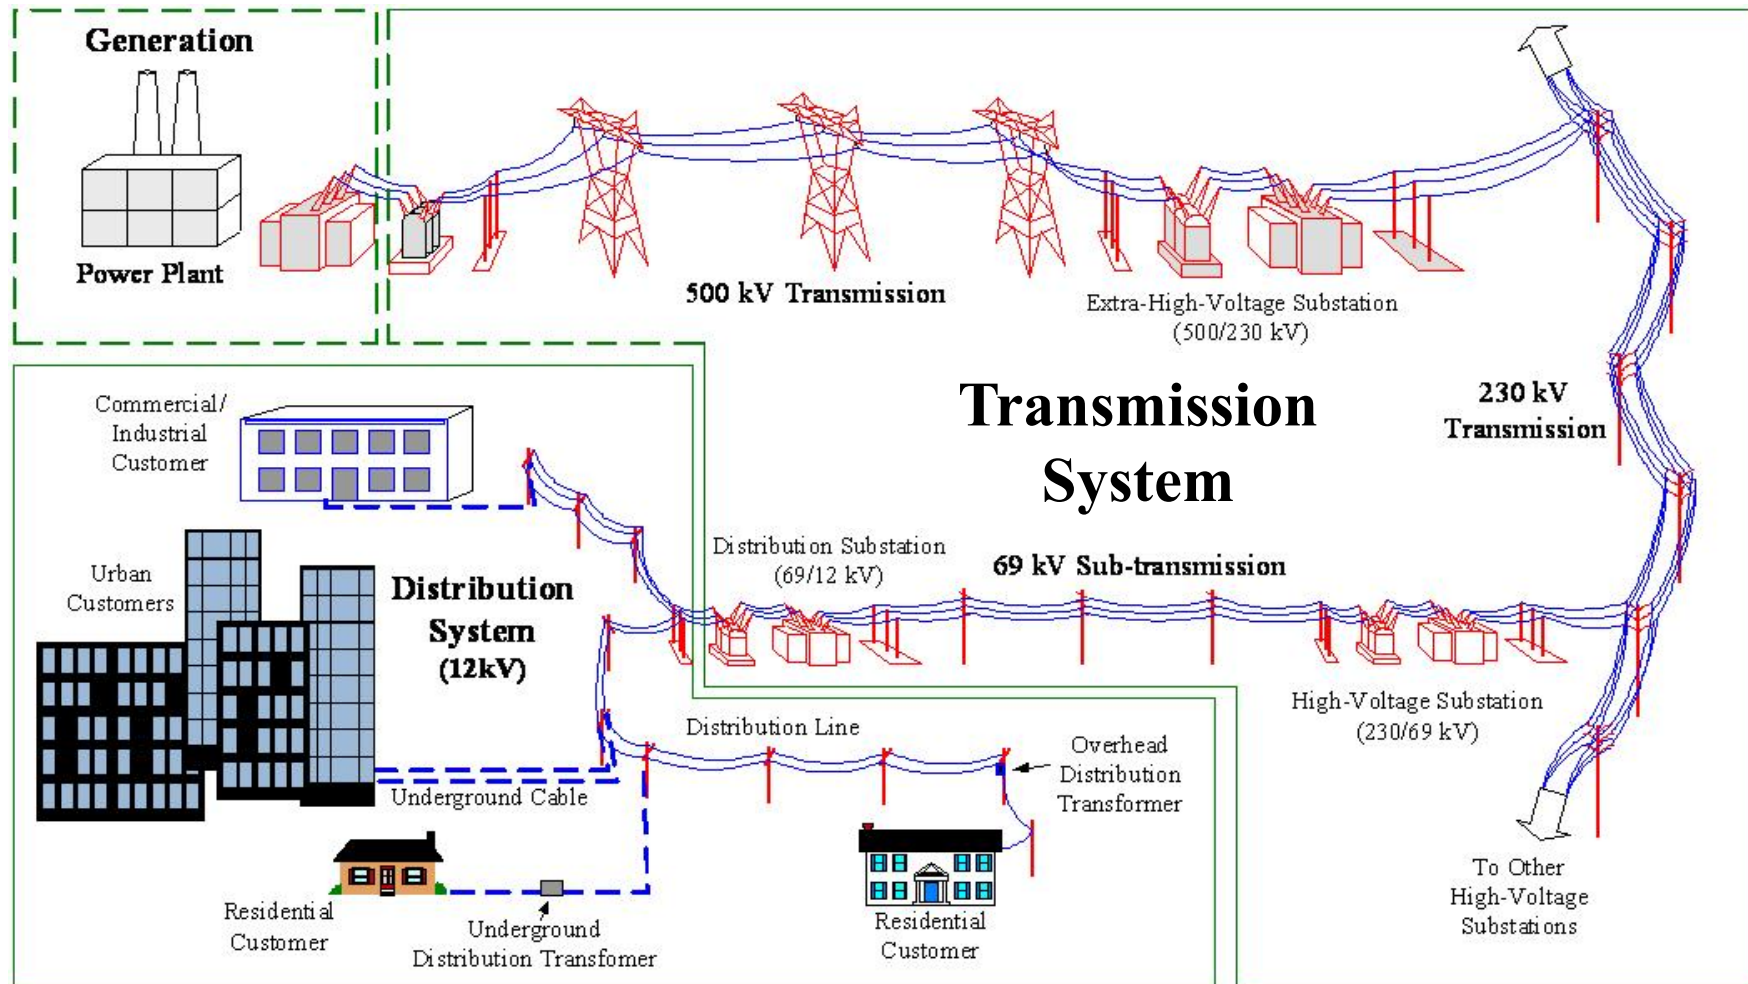 Generation
Power Plant
500 kV Transmission
Extra-High-Voltage Substation
(500/230 kV)
Transmission
System
230 kV
Transmission
Commercial/
Industrial
Customer
Urban
Customers
Distribution
System
(12kV)
Distribution Substation
(69/12 kV)
69 kV Sub-transmission
High-Voltage Substation
(230/69 kV)
Distribution Line
Overhead
Distribution
Transformer
Underground Cable
Residential
Customer
Underground
Distribution Transfomer
Residential
Customer
To Other
High-Voltage
Substations